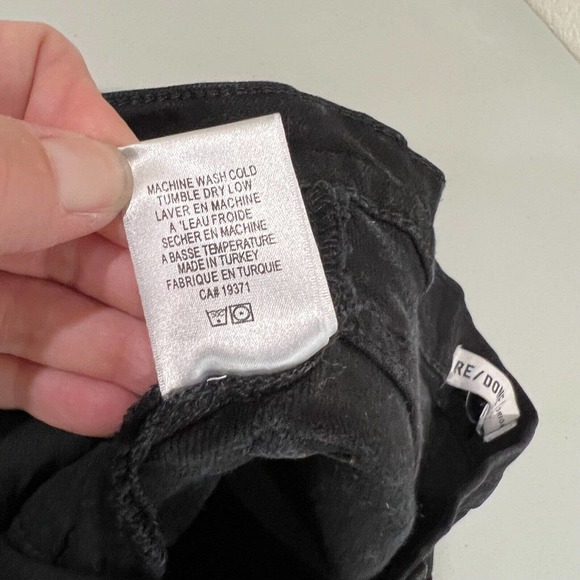 MACHINE WASH COLD
TUMBLE DRY LOW
LAVER EN MACHINE
A 'LEAU FROIDE
SECHER EN MACHINE
A BASSE TEMPERATURE
MADE IN TURKEY
FABRIQUE EN TURQUIE
CA# 19371
RE/DONE